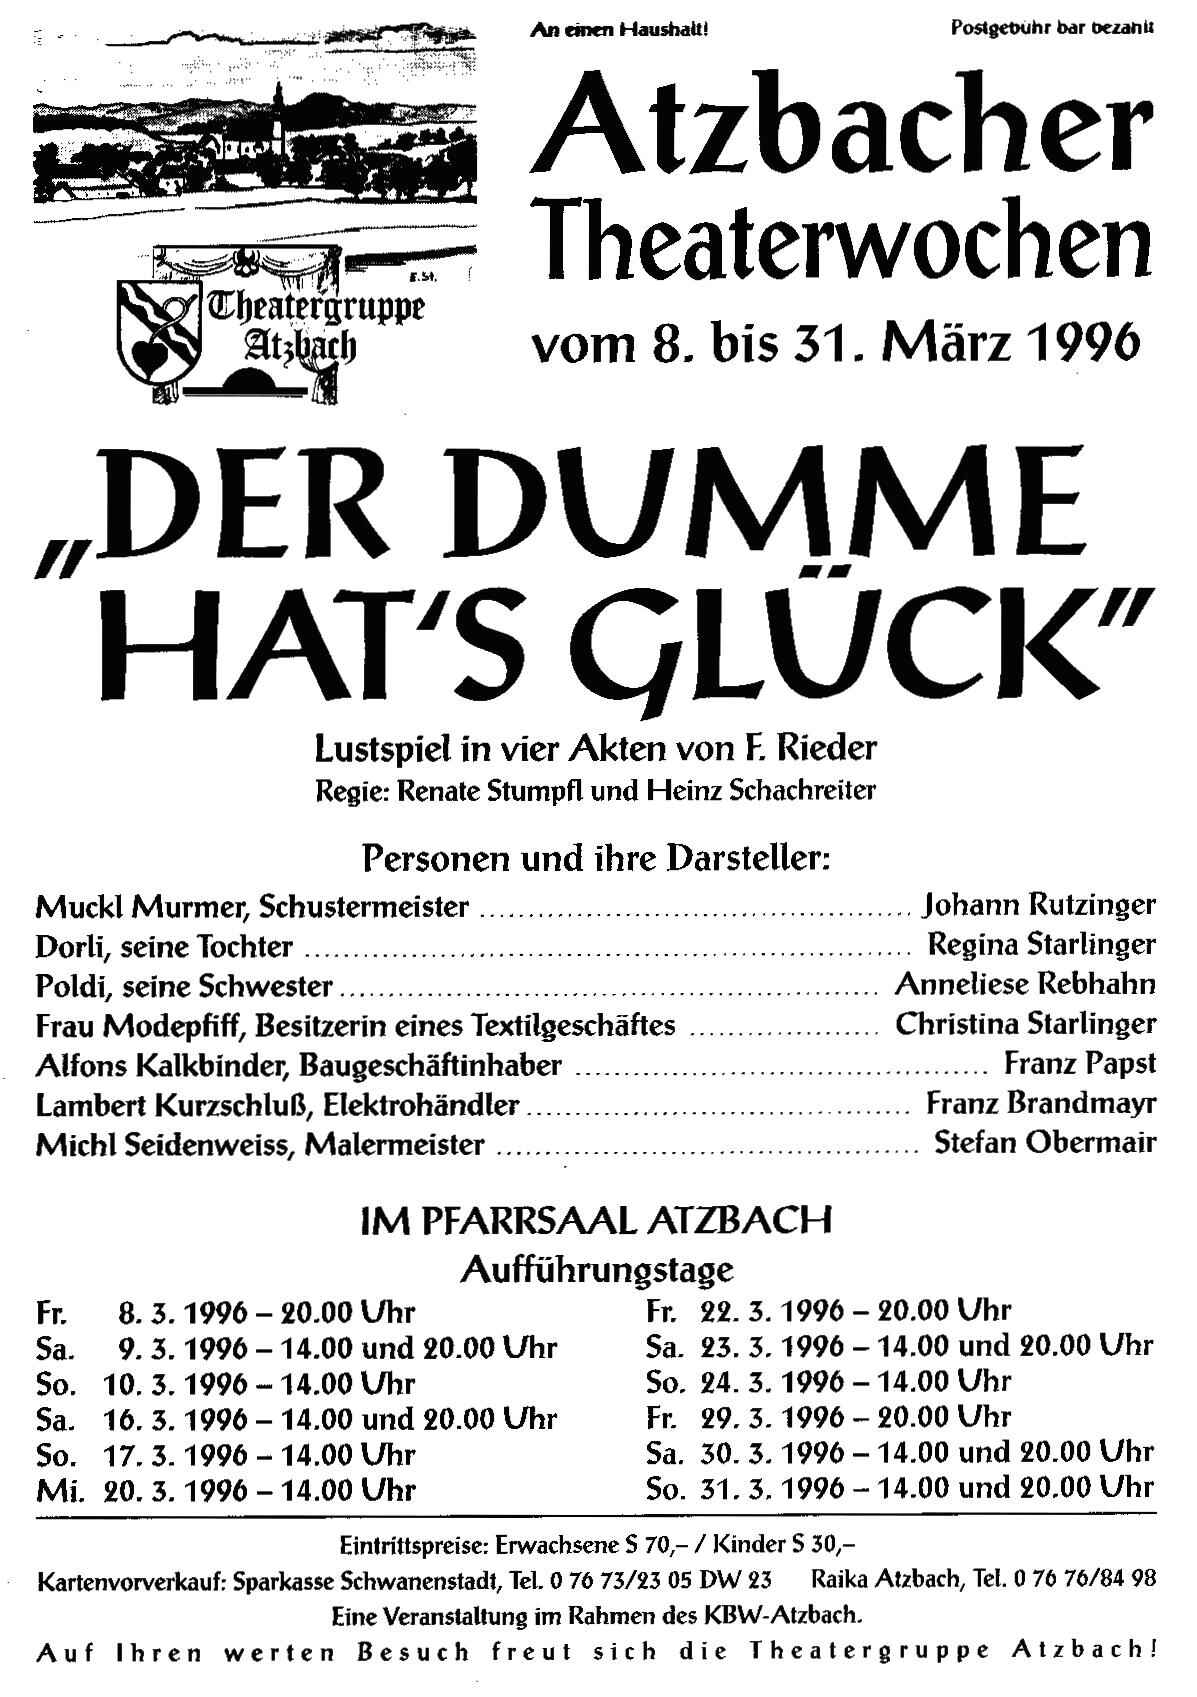 An einen Haushalt!
Postgebühr bar bezahlt
Atzbacher
Theaterwochen
vom 8. bis 31. März 1996
E.St.
Theatergruppe
Atzbach
„DER DUMME
HAT'S GLÜCK"
Lustspiel in vier Akten von F. Rieder
Regie: Renate Stumpfl und Heinz Schachreiter
Personen und ihre Darsteller:
Muckl Murmer, Schustermeister ........................................... Johann Rutzinger
Dorli, seine Tochter .............................................................. Regina Starlinger
Poldi, seine Schwester ....................................................... Anneliese Rebhahn
Frau Modepfiff, Besitzerin eines Textilgeschäftes .................... Christina Starlinger
Alfons Kalkbinder, Baugeschäftinhaber .......................................... Franz Papst
Lambert Kurzschluß, Elektrohändler ....................................... Franz Brandmayr
Michl Seidenweiss, Malermeister ........................................... Stefan Obermair
IM PFARRSAAL ATZBACH
Aufführungstage
Fr. 8. 3. 1996 – 20.00 Uhr
Sa. 9. 3. 1996 – 14.00 und 20.00 Uhr
So. 10. 3. 1996 – 14.00 Uhr
Sa. 16. 3. 1996 – 14.00 und 20.00 Uhr
So. 17. 3. 1996 – 14.00 Uhr
Mi. 20. 3. 1996 – 14.00 Uhr
Fr. 22. 3. 1996 – 20.00 Uhr
Sa. 23. 3. 1996 – 14.00 und 20.00 Uhr
So. 24. 3. 1996 – 14.00 Uhr
Fr. 29. 3. 1996 – 20.00 Uhr
Sa. 30. 3. 1996 – 14.00 und 20.00 Uhr
So. 31. 3. 1996 – 14.00 und 20.00 Uhr
Eintrittspreise: Erwachsene S 70,– / Kinder S 30,–
Kartenvorverkauf: Sparkasse Schwanenstadt, Tel. 0 76 73/23 05 DW 23 Raika Atzbach, Tel. 0 76 76/84 98
Eine Veranstaltung im Rahmen des KBW-Atzbach.
Auf Ihren werten Besuch freut sich die Theatergruppe Atzbach!